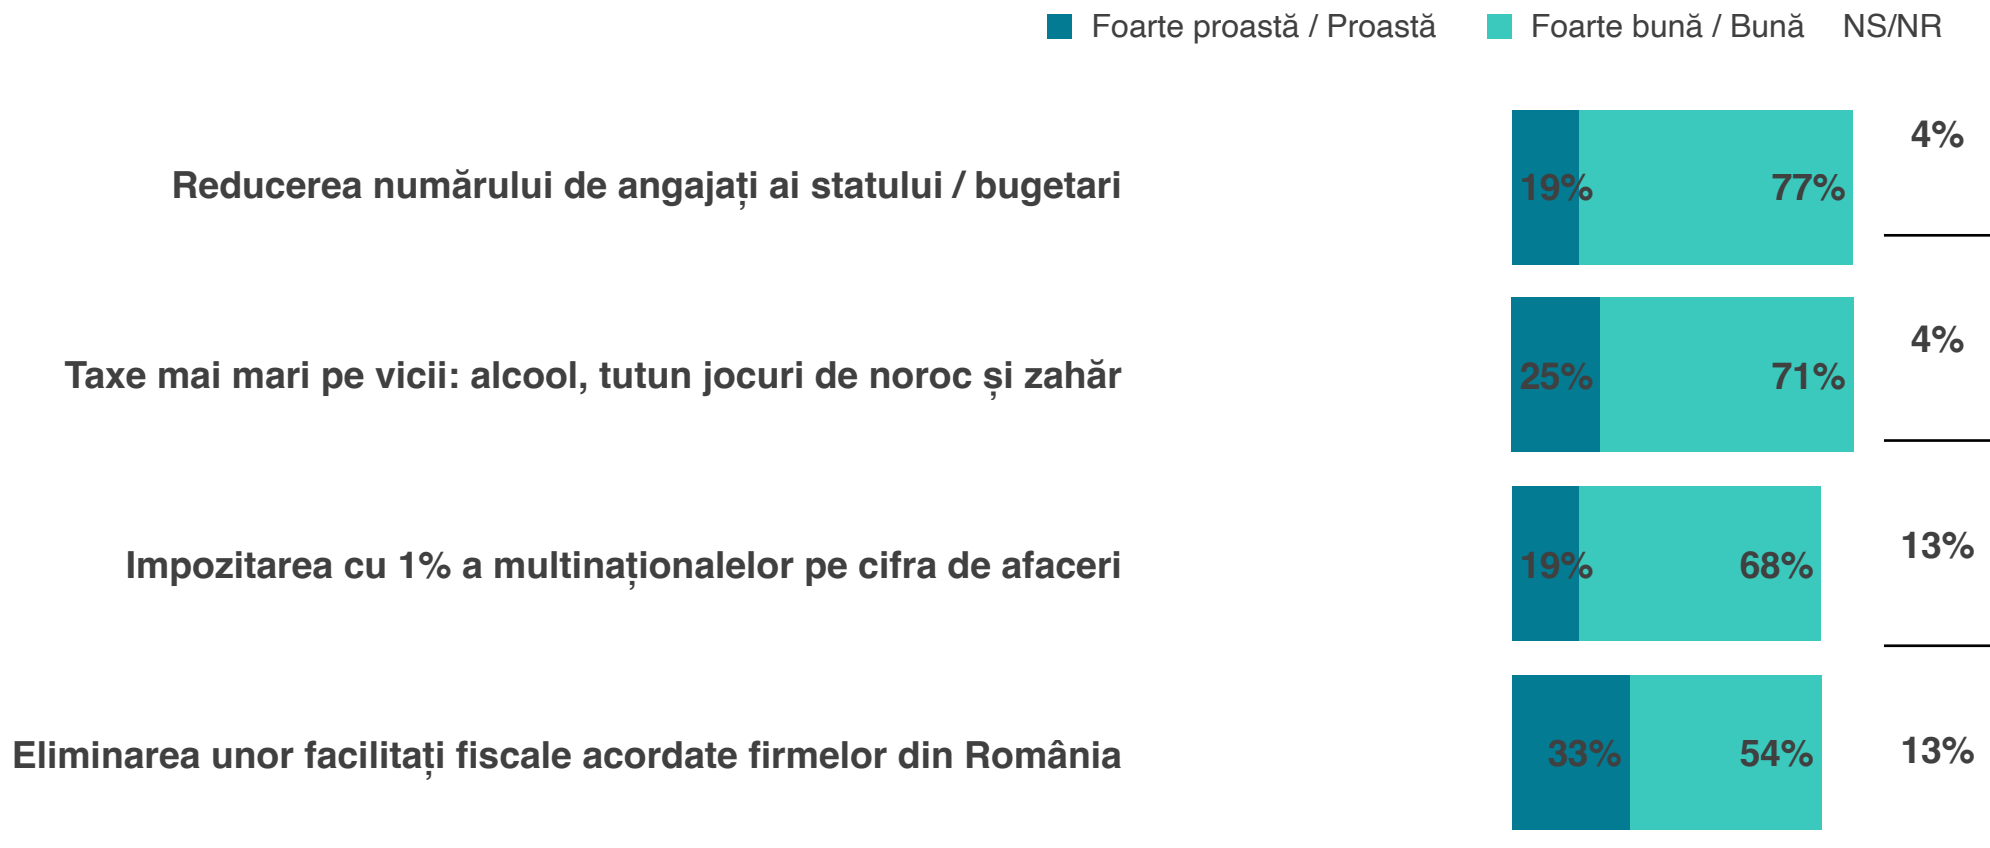 Foarte proastă / Proastă Foarte bună / Bună NS/NR
Reducerea numărului de angajați ai statului / bugetari 19% 77% 4%
Taxe mai mari pe vicii: alcool, tutun jocuri de noroc și zahăr 25% 71% 4%
Impozitarea cu 1% a multinaționalelor pe cifra de afaceri 19% 68% 13%
Eliminarea unor facilitați fiscale acordate firmelor din România 33% 54% 13%